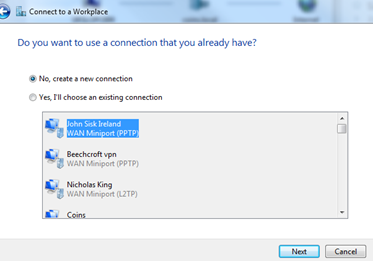 Connect to a Workplace
Do you want to use a connection that you already have?
No, create a new connection
Yes, I'll choose an existing connection
John Sisk Ireland
WAN Miniport (PPTP)
Beechcroft vpn
WAN Miniport (PPTP)
Nicholas King
WAN Miniport (L2TP)
Coins
Next
Cancel